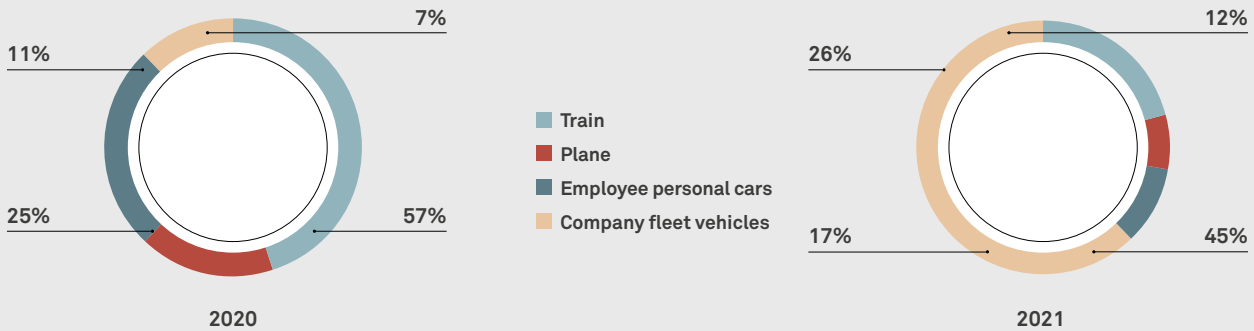 7%
11%
25%
57%
2020
Train
Plane
Employee personal cars
Company fleet vehicles
12%
26%
17%
45%
2021